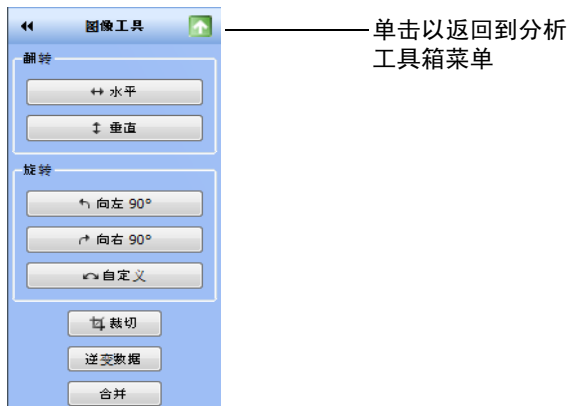 图像工具
单击以返回到分析
工具箱菜单
翻转
水平
垂直
旋转
向左 90°
向右 90°
自定义
裁切
逆变数据
合并